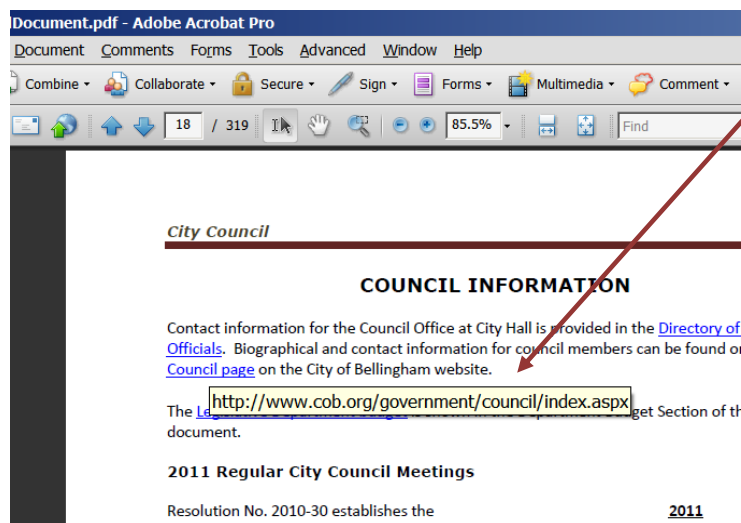 Document.pdf - Adobe Acrobat Pro
Document Comments Forms Tools Advanced Window Help
Combine Collaborate Secure Sign Forms Multimedia Comment
18 / 319 85.5% Find
City Council
COUNCIL INFORMATION
Contact information for the Council Office at City Hall is provided in the Directory of
Officials. Biographical and contact information for council members can be found
Council page on the City of Bellingham website.
http://www.cob.org/government/council/index.aspx
The get Section of
document.
2011 Regular City Council Meetings
Resolution No. 2010-30 establishes the 2011